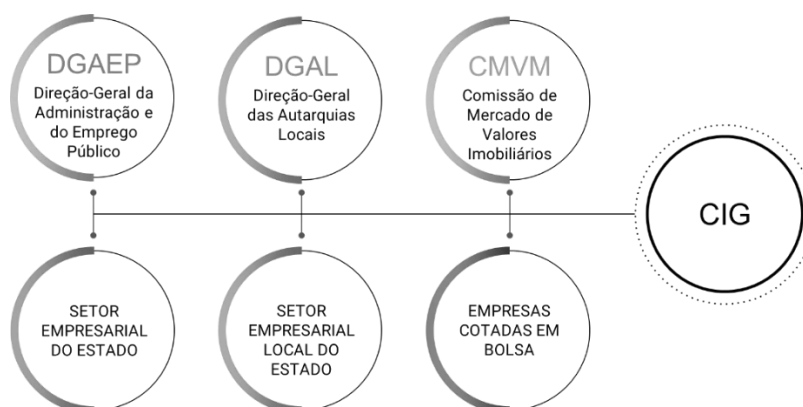 DGAEP
Direção-Geral da
Administração e
do Emprego
Público
DGAL
Direção-Geral
das Autarquias
Locais
CMVM
Comissão de
Mercado de
Valores
Imobiliários
CIG
SETOR
EMPRESARIAL
DO ESTADO
SETOR
EMPRESARIAL
LOCAL DO
ESTADO
EMPRESAS
COTADAS EM
BOLSA